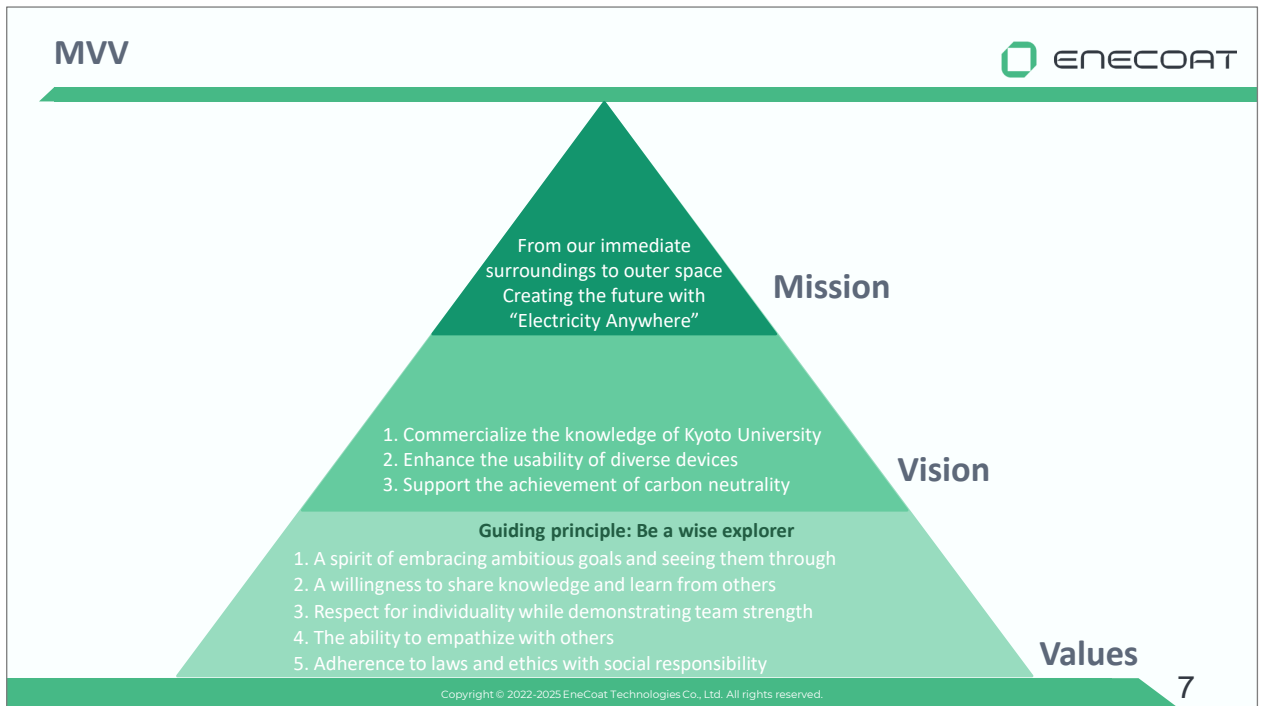 MVV
ENECOAT
From our immediate
surroundings to outer space
Creating the future with
“Electricity Anywhere”
Mission
1. Commercialize the knowledge of Kyoto University
2. Enhance the usability of diverse devices
3. Support the achievement of carbon neutrality
Vision
Guiding principle: Be a wise explorer
1. A spirit of embracing ambitious goals and seeing them through
2. A willingness to share knowledge and learn from others
3. Respect for individuality while demonstrating team strength
4. The ability to empathize with others
5. Adherence to laws and ethics with social responsibility
Values
Copyright © 2022-2025 EneCoat Technologies Co., Ltd. All rights reserved.
7